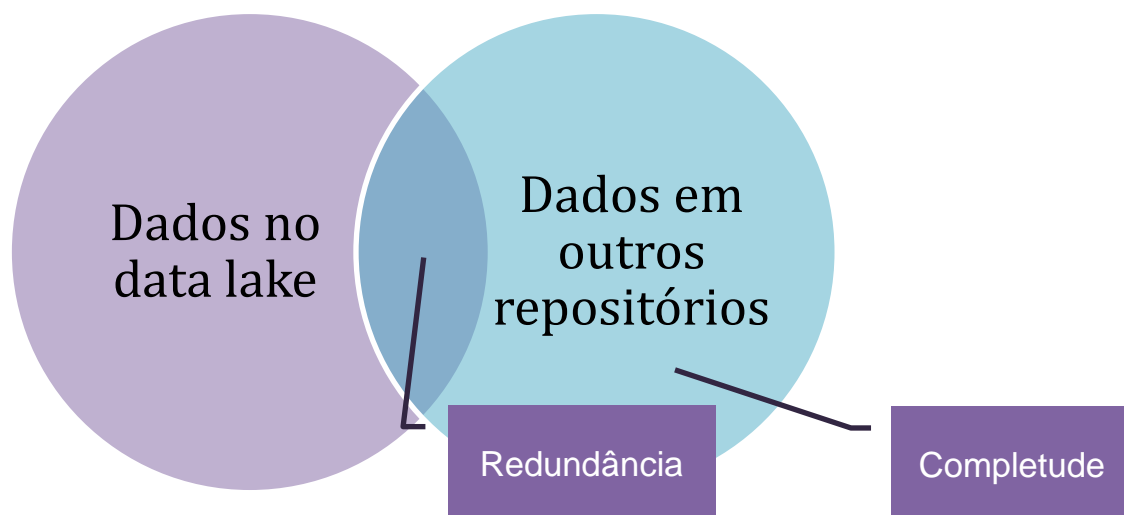 Dados no
data lake
Dados em
outros
repositórios
Redundância
Completude